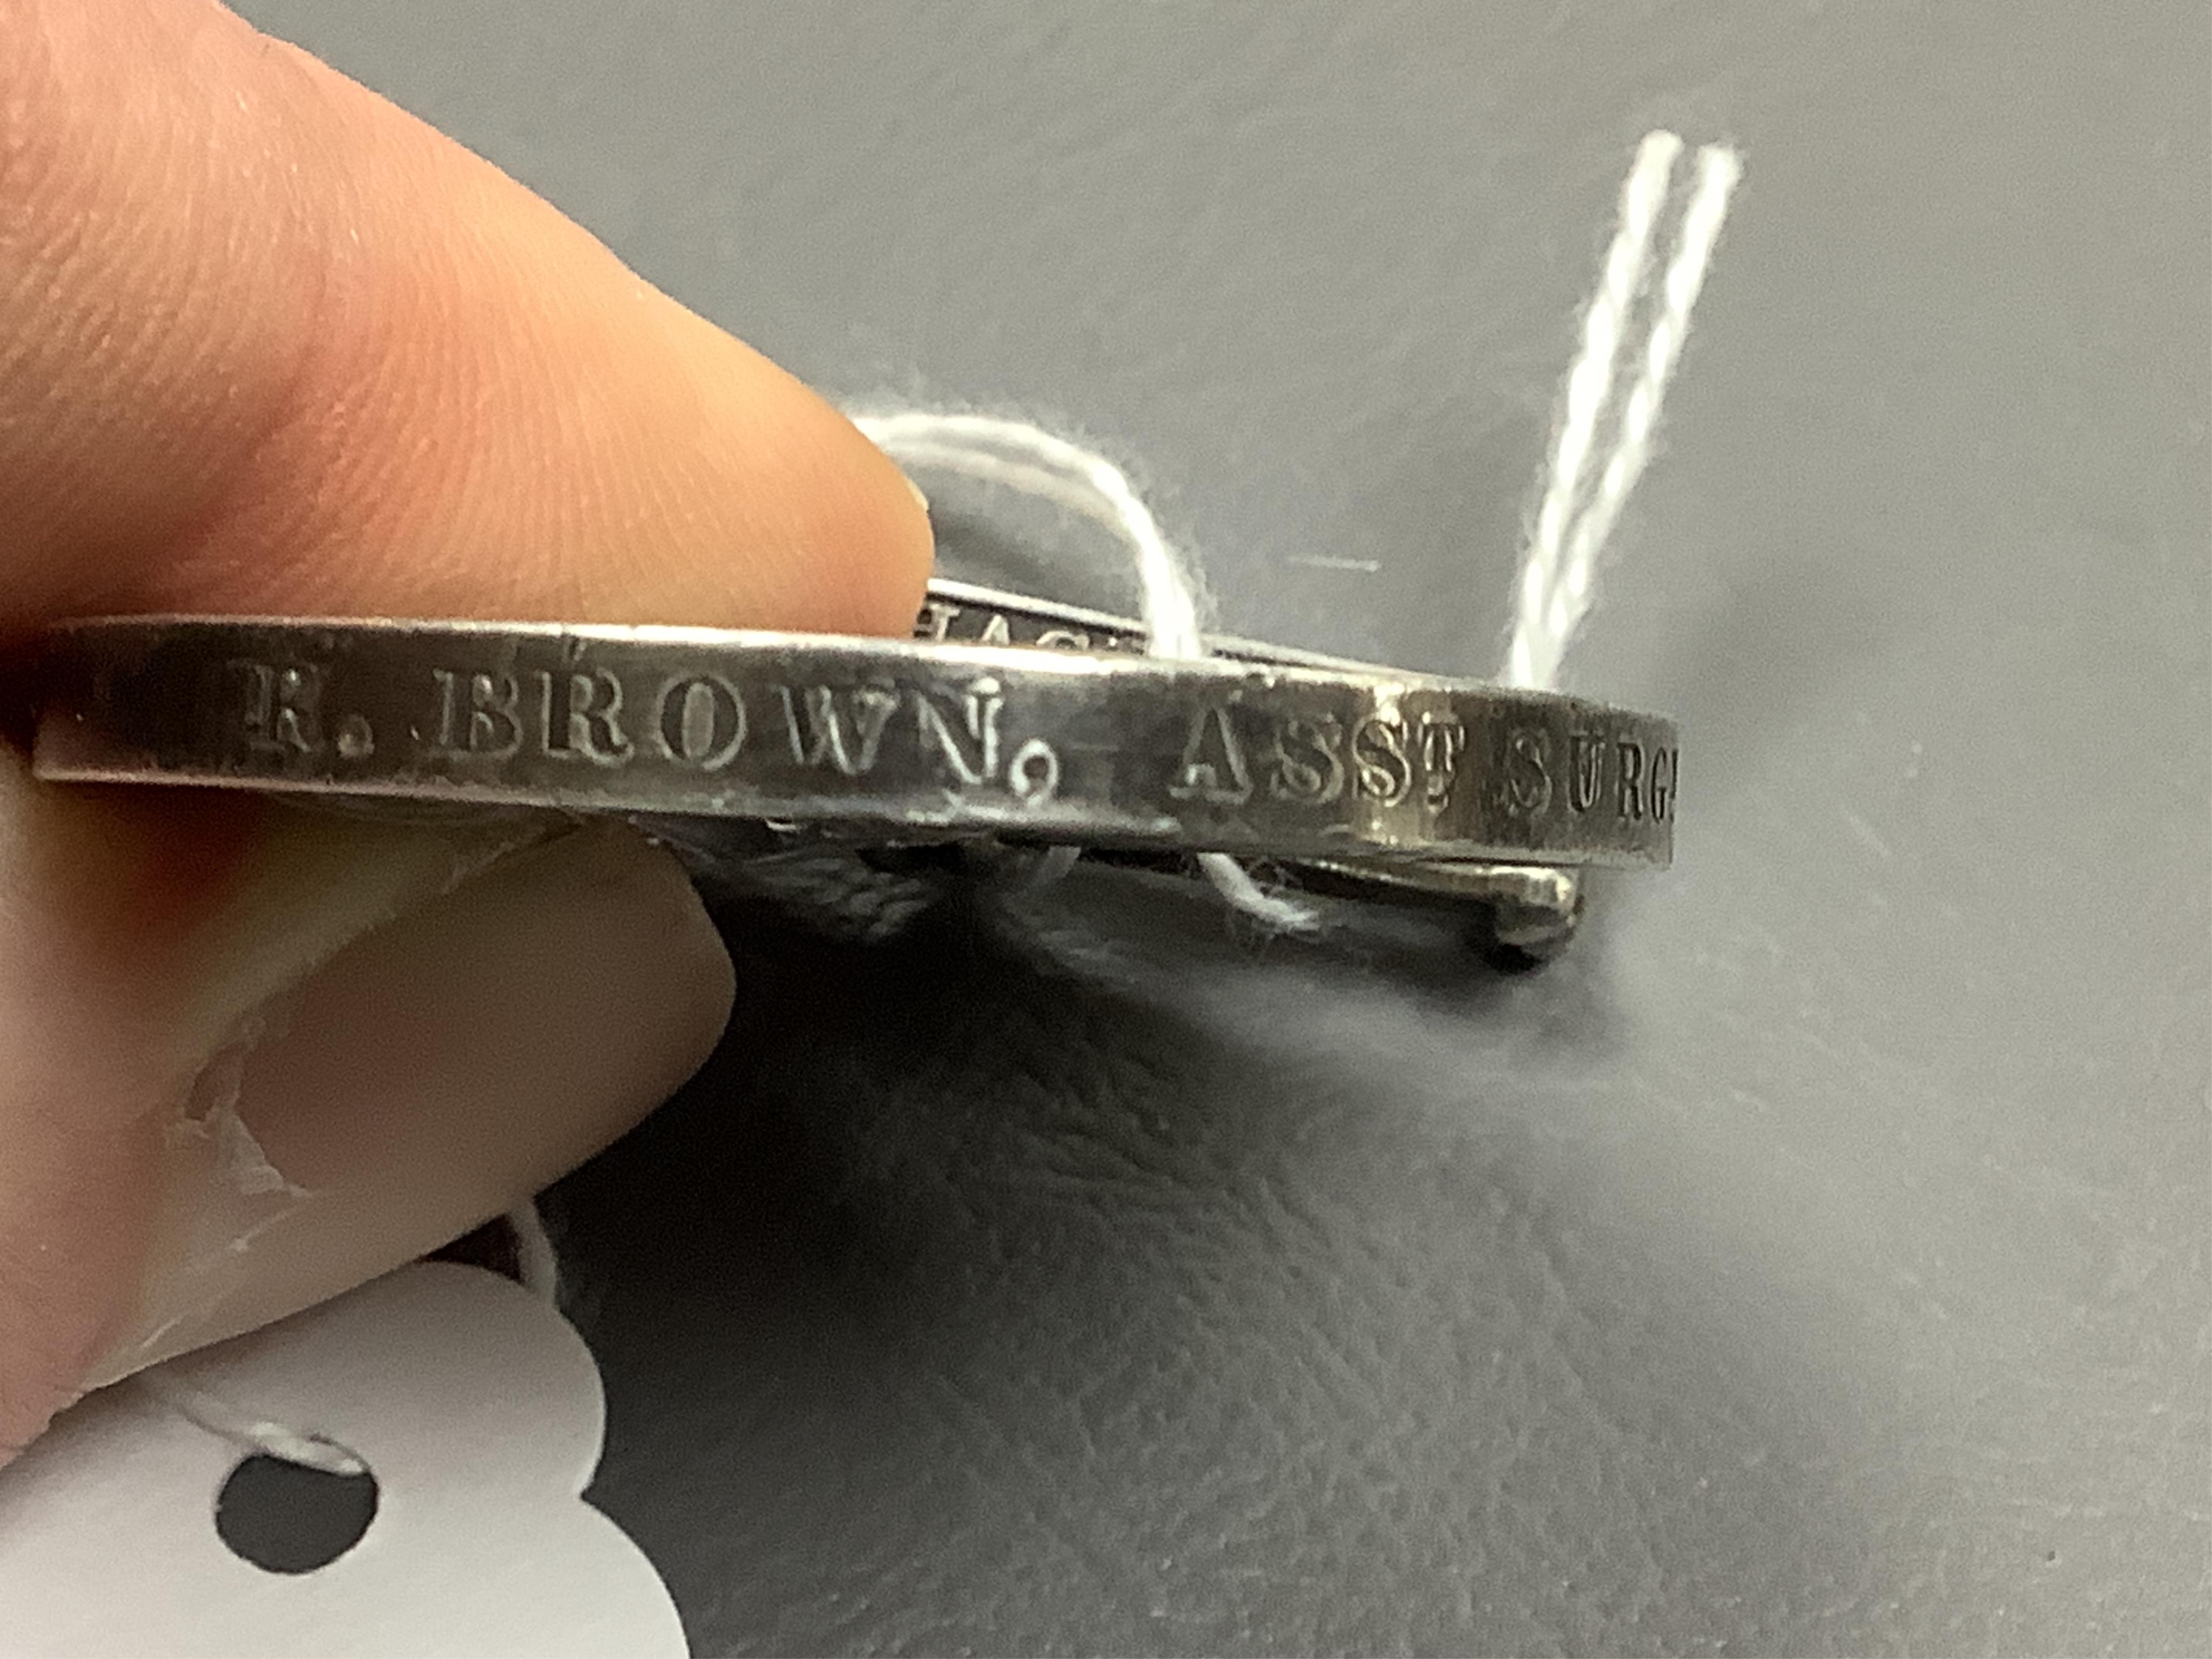 R. BROWN, ASST SURG